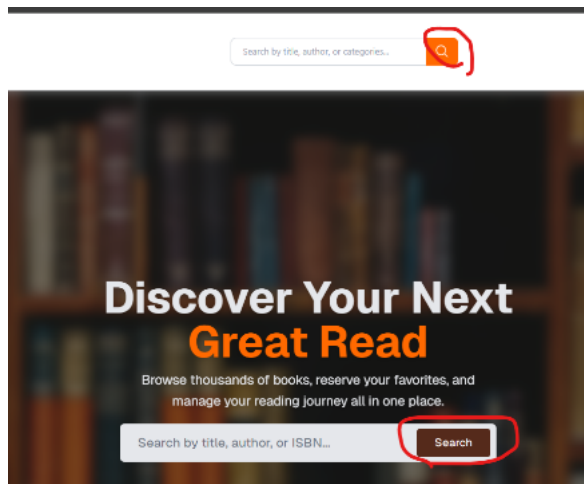 Search by title, author, or categories...
Discover Your Next
Great Read
Browse thousands of books, reserve your favorites, and
manage your reading journey all in one place.
Search by title, author, or ISBN...
Search